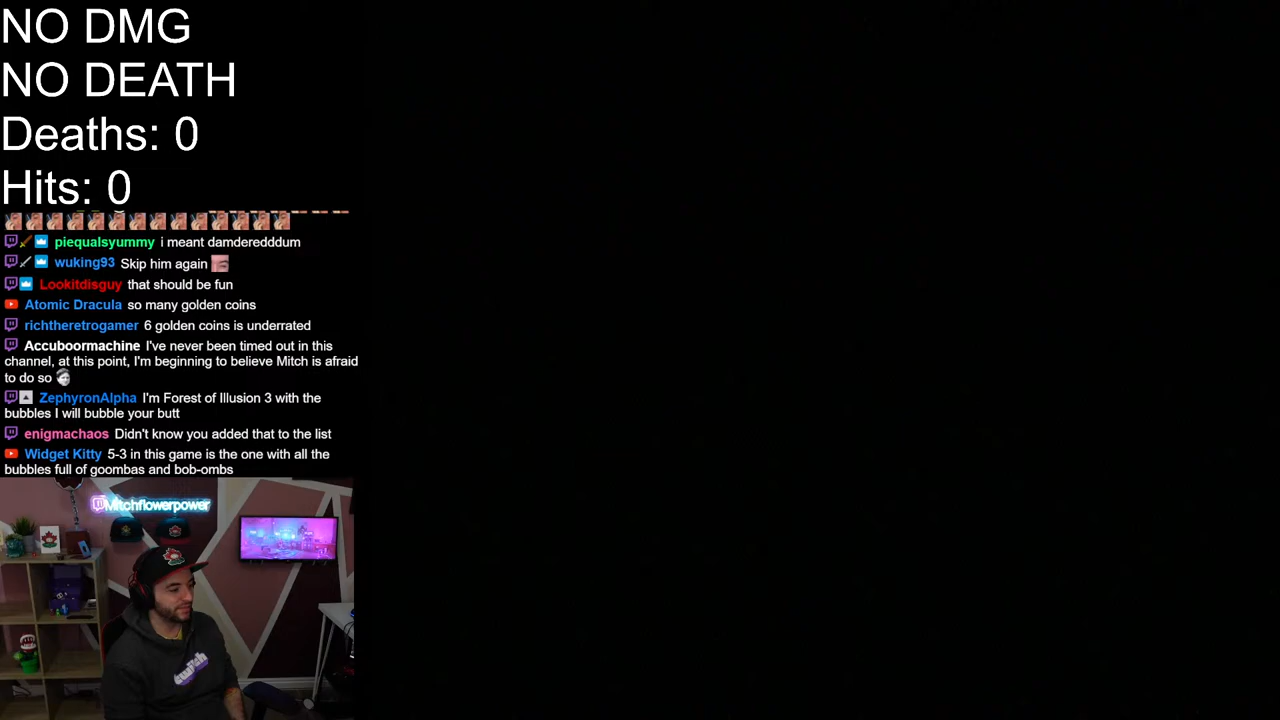 NO DMG
NO DEATH
Deaths: 0
Hits: 0
piequalsyummy i meant damderedddum
wuking93 Skip him again
Lookitdisguy that should be fun
Atomic Dracula so many golden coins
richtheretrogamer 6 golden coins is underrated
Accuboormachine I've never been timed out in this
channel, at this point, I'm beginning to believe Mitch is afraid
to do so
ZephyronAlpha I'm Forest of Illusion 3 with the
bubbles I will bubble your butt
enigmachaos Didn't know you added that to the list
Widget Kitty 5-3 in this game is the one with all the
bubbles full of goombas and bob-ombs
Mitchflowerpower
twitch